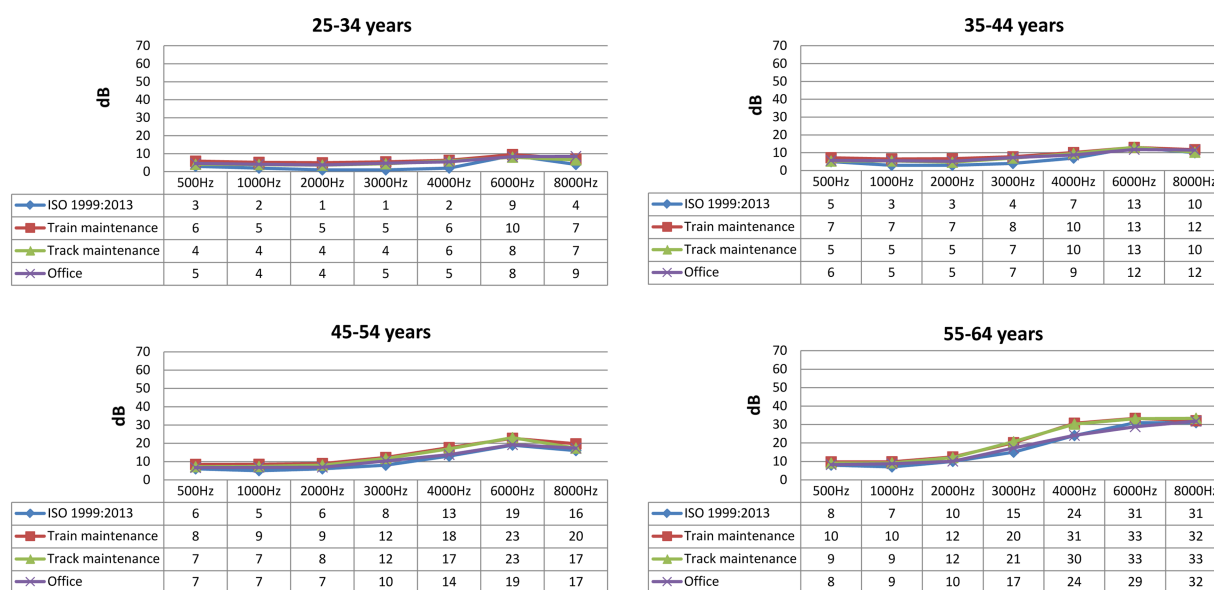 25-34 years
70
60
50
40
30
20
10
0
dB
500Hz 1000Hz 2000Hz 3000Hz 4000Hz 6000Hz 8000Hz
ISO 1999:2013 3 2 1 1 2 9 4
Train maintenance 6 5 5 5 6 10 7
Track maintenance 4 4 4 4 6 8 7
Office 5 4 4 5 5 8 9
35-44 years
70
60
50
40
30
20
10
0
dB
500Hz 1000Hz 2000Hz 3000Hz 4000Hz 6000Hz 8000Hz
ISO 1999:2013 5 3 3 4 7 13 10
Train maintenance 7 7 7 8 10 13 12
Track maintenance 5 5 5 7 10 13 10
Office 6 5 5 7 9 12 12
45-54 years
70
60
50
40
30
20
10
0
dB
500Hz 1000Hz 2000Hz 3000Hz 4000Hz 6000Hz 8000Hz
ISO 1999:2013 6 5 6 8 13 19 16
Train maintenance 8 9 9 12 18 23 20
Track maintenance 7 7 8 12 17 23 17
Office 7 7 7 10 14 19 17
55-64 years
70
60
50
40
30
20
10
0
dB
500Hz 1000Hz 2000Hz 3000Hz 4000Hz 6000Hz 8000Hz
ISO 1999:2013 8 7 10 15 24 31 31
Train maintenance 10 10 12 20 31 33 32
Track maintenance 9 9 12 21 30 33 33
Office 8 9 10 17 24 29 32